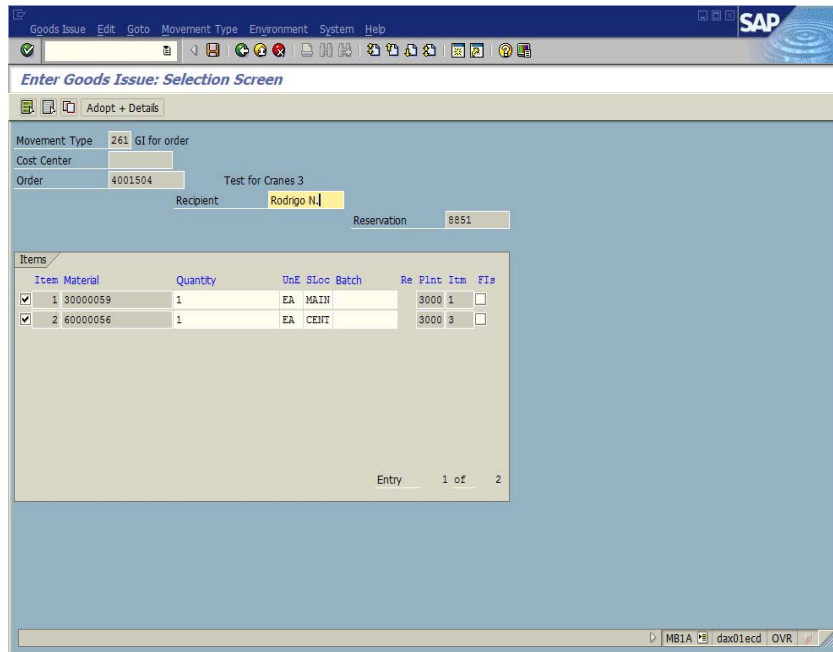 Goods Issue Edit Goto Movement Type Environment System Help
SAP
Enter Goods Issue: Selection Screen
Adopt + Details
Movement Type 261 GI for order
Cost Center
Order 4001504 Test for Cranes 3
Recipient Rodrigo N.
Reservation 8851
Items
Item Material Quantity UnE SLoc Batch Re Plnt Itm FIs
1 30000059 1 EA MAIN 3000 1
2 60000056 1 EA CENT 3000 3
Entry 1 of 2
MB1A dax01ecd OVR